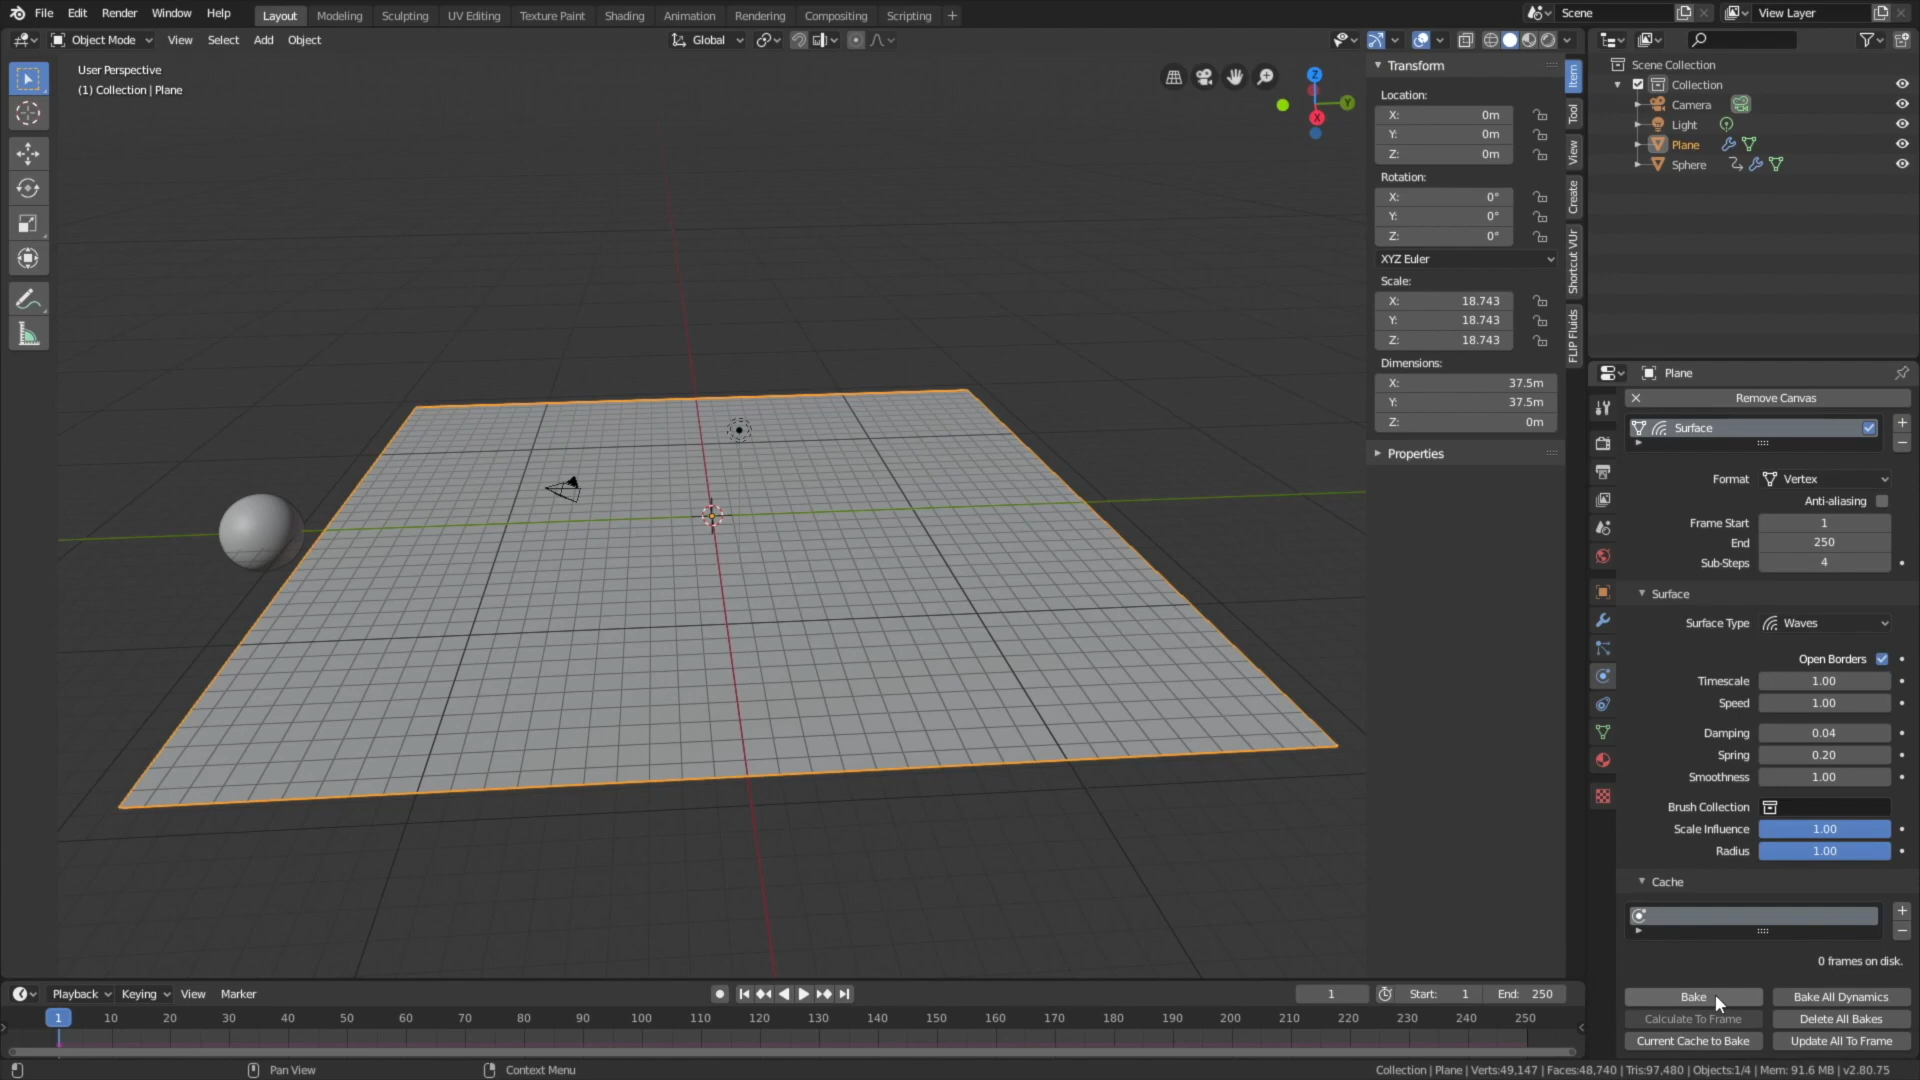 File Edit Render Window Help
Layout Modeling Sculpting UV Editing Texture Paint Shading Animation Rendering Compositing Scripting +
Scene
View Layer
Object Mode View Select Add Object
Global
User Perspective
(1) Collection | Plane
Z
Y
X
Transform
Location:
X: 0m
Y: 0m
Z: 0m
Rotation:
X: 0°
Y: 0°
Z: 0°
XYZ Euler
Scale:
X: 18.743
Y: 18.743
Z: 18.743
Dimensions:
X: 37.5m
Y: 37.5m
Z: 0m
Properties
Item
Tool
View
Create
Shortcut VUr
FLIP Fluids
Scene Collection
Collection
Camera
Light
Plane
Sphere
Plane
Remove Canvas
Surface
Format Vertex
Anti-aliasing
Frame Start 1
End 250
Sub-Steps 4
Surface
Surface Type Waves
Open Borders
Timescale 1.00
Speed 1.00
Damping 0.04
Spring 0.20
Smoothness 1.00
Brush Collection
Scale Influence 1.00
Radius 1.00
Cache
0 frames on disk.
Bake Bake All Dynamics
Calculate To Frame Delete All Bakes
Current Cache to Bake Update All To Frame
Playback Keying View Marker
1 Start: 1 End: 250
1 10 20 30 40 50 60 70 80 90 100 110 120 130 140 150 160 170 180 190 200 210 220 230 240 250
Pan View Context Menu
Collection | Plane | Verts:49,147 | Faces:48,740 | Tris:97,480 | Objects:1/4 | Mem: 91.6 MB | v2.80.75